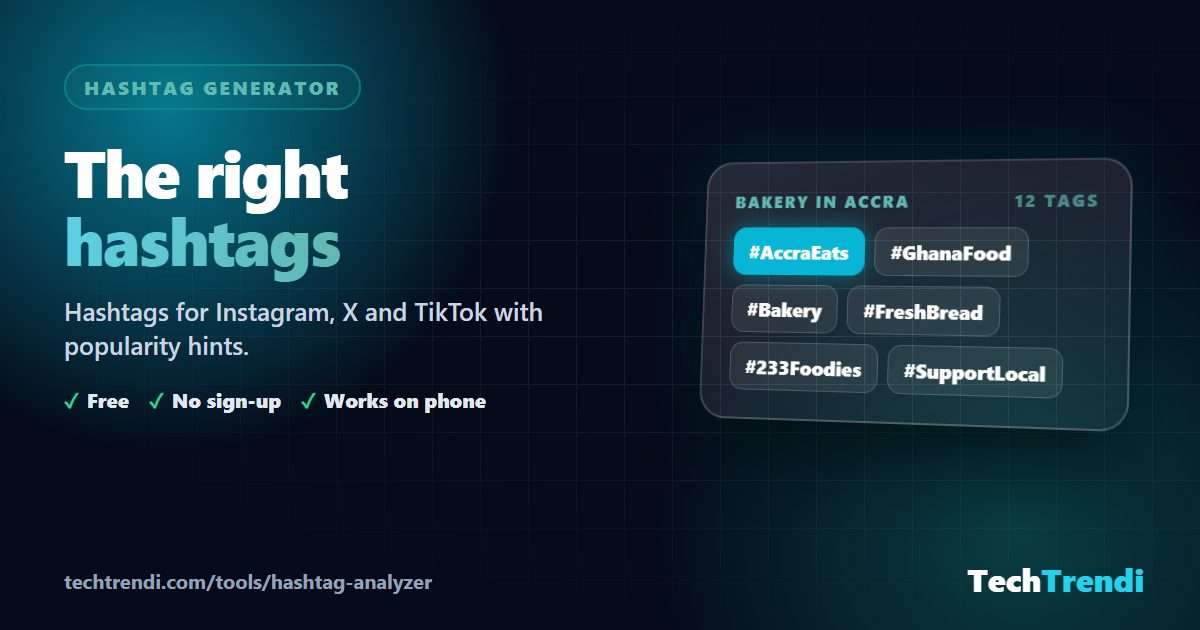 HASHTAG GENERATOR
The right
hashtags
Hashtags for Instagram, X and TikTok with
popularity hints.
✓ Free ✓ No sign-up ✓ Works on phone
BAKERY IN ACCRA 12 TAGS
#AccraEats #GhanaFood
#Bakery #FreshBread
#233Foodies #SupportLocal
techtrendi.com/tools/hashtag-analyzer
TechTrendi